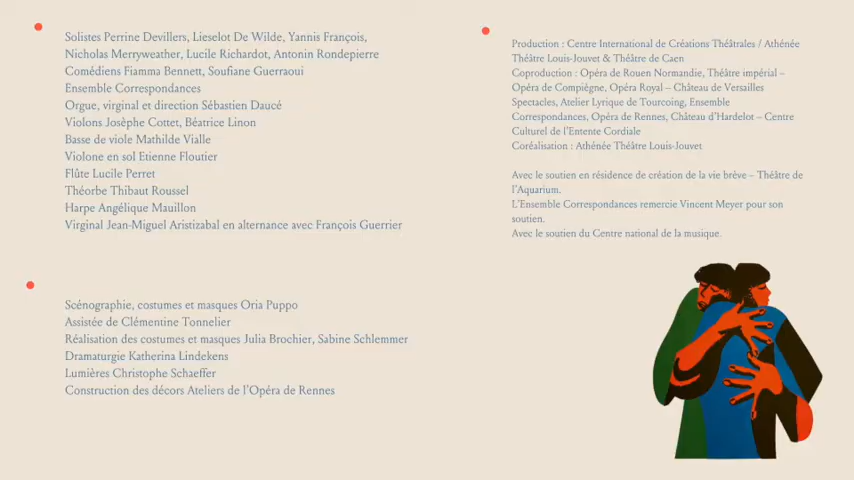 Solistes Perrine Devillers, Lieselot De Wilde, Yannis François,
Nicholas Merryweather, Lucile Richardot, Antonin Rondepierre
Comédiens Fiamma Bennett, Soufiane Guerraoui
Ensemble Correspondances
Orgue, virginal et direction Sébastien Daucé
Violons Josèphe Cottet, Béatrice Linon
Basse de viole Mathilde Vialle
Violone en sol Etienne Floutier
Flûte Lucile Perret
Théorbe Thibaut Roussel
Harpe Angélique Mauillon
Virginal Jean-Miguel Aristizabal en alternance avec François Guerrier
Scénographie, costumes et masques Oria Puppo
Assistée de Clémentine Tonnelier
Réalisation des costumes et masques Julia Brochier, Sabine Schlemmer
Dramaturgie Katherina Lindekens
Lumières Christophe Schaeffer
Construction des décors Ateliers de l'Opéra de Rennes
Production : Centre International de Créations Théâtrales / Athénée
Théâtre Louis-Jouvet & Théâtre de Caen
Coproduction : Opéra de Rouen Normandie, Théâtre impérial –
Opéra de Compiègne, Opéra Royal – Château de Versailles
Spectacles, Atelier Lyrique de Tourcoing, Ensemble
Correspondances, Opéra de Rennes, Château d'Hardelot – Centre
Culturel de l'Entente Cordiale
Coréalisation : Athénée Théâtre Louis-Jouvet
Avec le soutien en résidence de création de la vie brève – Théâtre de
l'Aquarium.
L'Ensemble Correspondances remercie Vincent Meyer pour son
soutien.
Avec le soutien du Centre national de la musique.